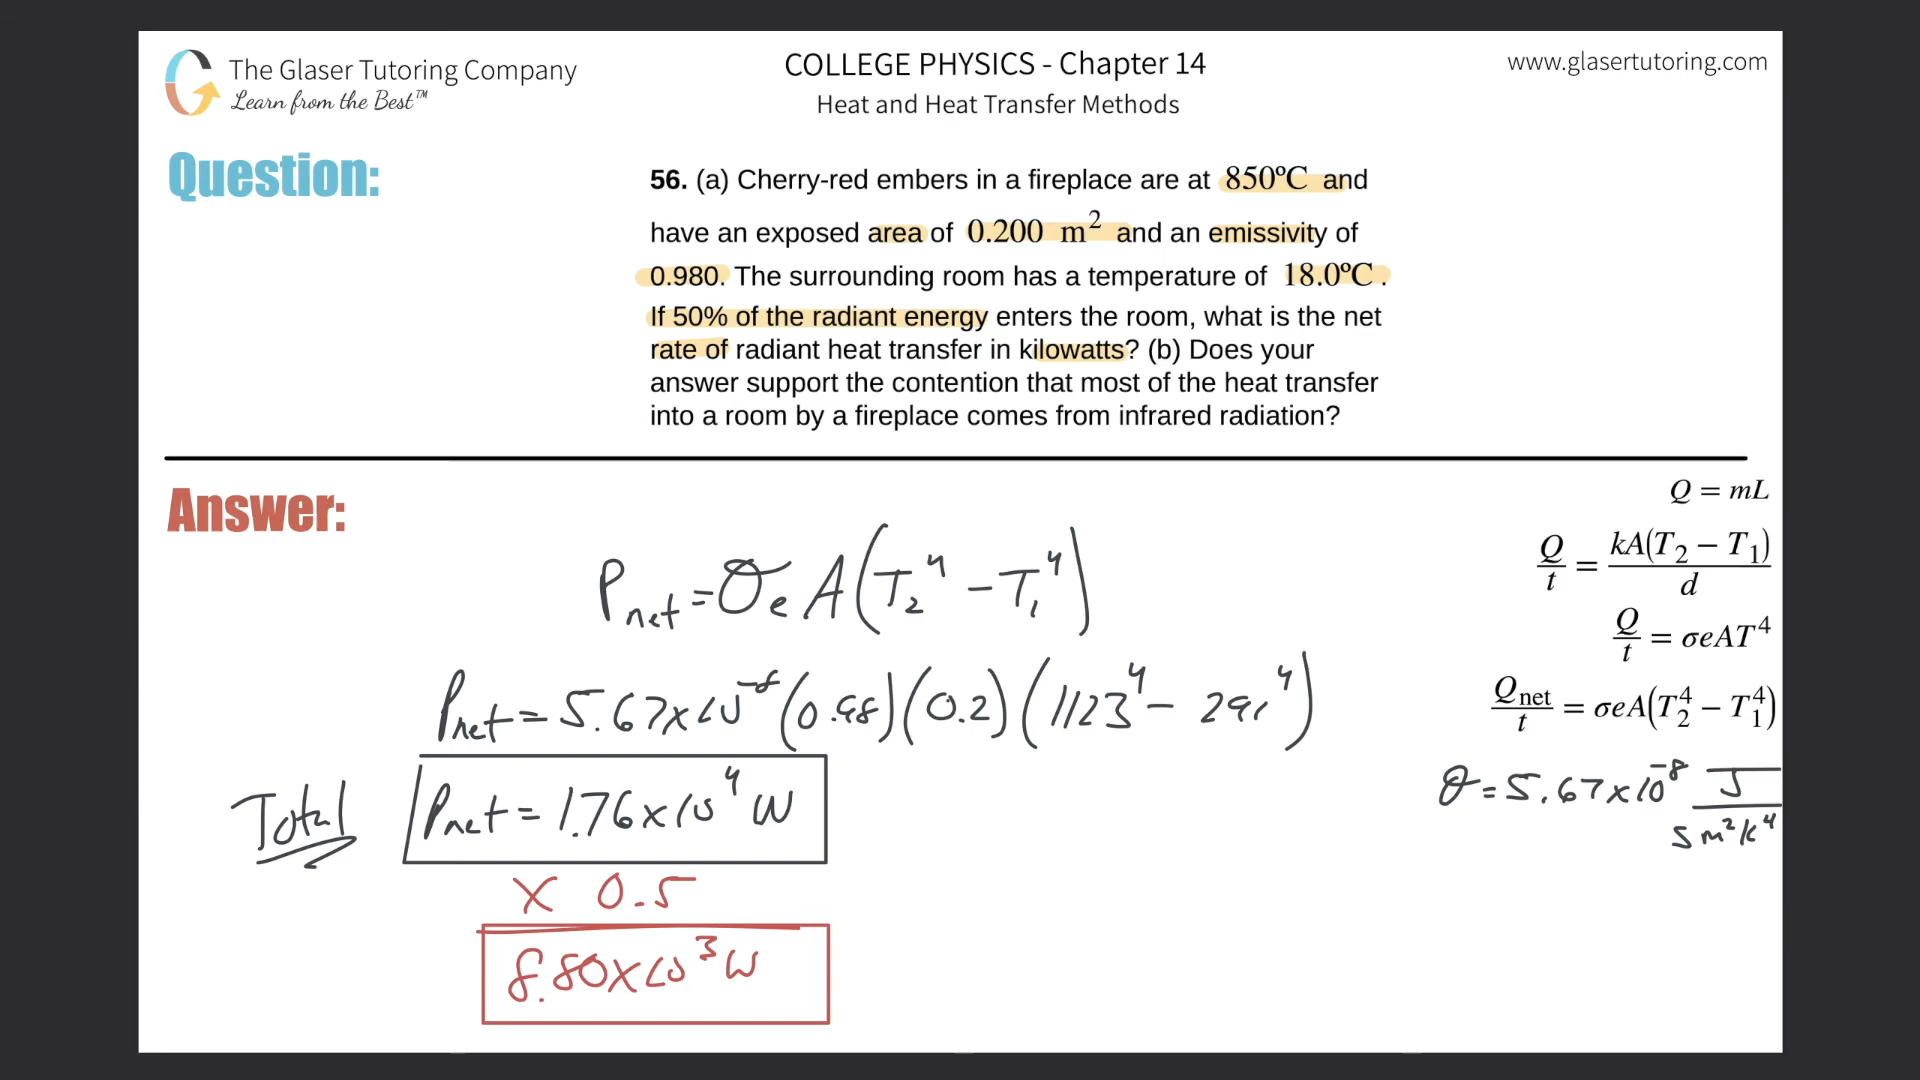 The Glaser Tutoring Company
Learn from the Best™
COLLEGE PHYSICS - Chapter 14
Heat and Heat Transfer Methods
www.glasertutoring.com
Question:
56. (a) Cherry-red embers in a fireplace are at 850ºC and
have an exposed area of 0.200 m² and an emissivity of
0.980. The surrounding room has a temperature of 18.0ºC .
If 50% of the radiant energy enters the room, what is the net
rate of radiant heat transfer in kilowatts? (b) Does your
answer support the contention that most of the heat transfer
into a room by a fireplace comes from infrared radiation?
Answer:
Q = mL
Q/t = kA(T₂ − T₁)/d
Q/t = σeAT⁴
Qnet/t = σeA(T₂⁴ − T₁⁴)
σ = 5.67x10⁻⁸ J/s m² k⁴
Pnet = σe A(T₂⁴ − T₁⁴)
Pnet = 5.67x10⁻⁸(0.98)(0.2)(1123⁴ − 291⁴)
Total Pnet = 1.76x10⁴ W
x 0.5
8.80x10³ W